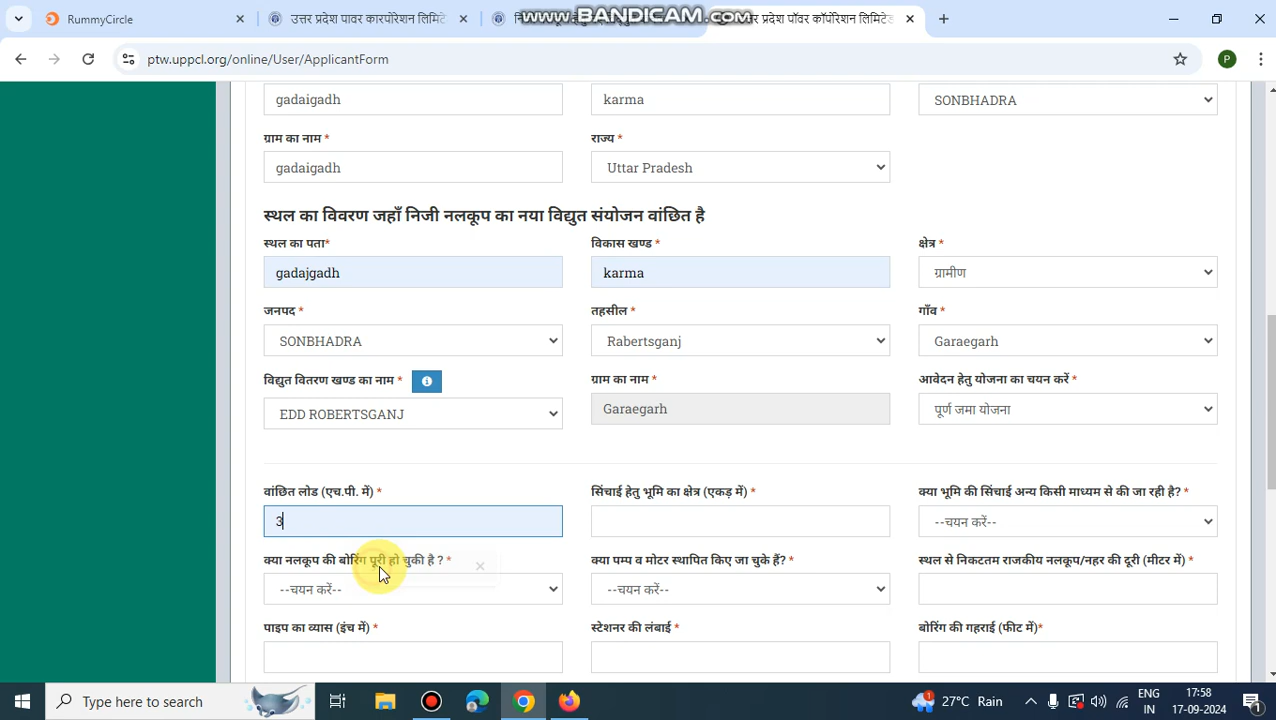 RummyCircle
उत्तर प्रदेश पावर कारपोरेशन लिमिटे
WWW.BANDICAM.COM
प्रदेश पॉवर कॉर्पोरेशन लिमिटेड
ptw.uppcl.org/online/User/ApplicantForm
P
gadaigadh karma SONBHADRA
ग्राम का नाम * राज्य *
gadaigadh Uttar Pradesh
स्थल का विवरण जहाँ निजी नलकूप का नया विद्युत संयोजन वांछित है
स्थल का पता* विकास खण्ड * क्षेत्र *
gadajgadh karma ग्रामीण
जनपद * तहसील * गाँव *
SONBHADRA Rabertsganj Garaegarh
विद्युत वितरण खण्ड का नाम * ग्राम का नाम * आवेदन हेतु योजना का चयन करें *
EDD ROBERTSGANJ Garaegarh पूर्ण जमा योजना
वांछित लोड (एच.पी. में) * सिंचाई हेतु भूमि का क्षेत्र (एकड़ में) * क्या भूमि की सिंचाई अन्य किसी माध्यम से की जा रही है? *
3 --चयन करें--
क्या नलकूप की बोरिंग पूरी हो चुकी है ? * क्या पम्प व मोटर स्थापित किए जा चुके हैं? * स्थल से निकटतम राजकीय नलकूप/नहर की दूरी (मीटर में) *
--चयन करें-- --चयन करें--
पाइप का व्यास (इंच में) * स्टेशनर की लंबाई * बोरिंग की गहराई (फीट में)*
Type here to search 27°C Rain ENG IN 17:58 17-09-2024